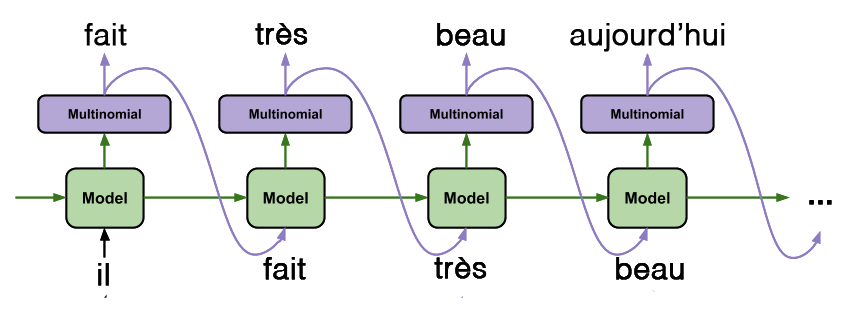 fait très beau aujourd'hui
Multinomial Multinomial Multinomial Multinomial
Model Model Model Model ...
il fait très beau